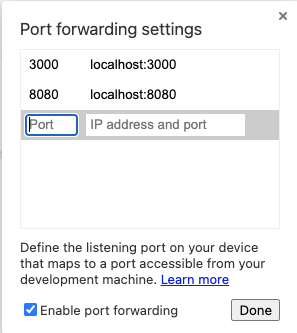 ×
Port forwarding settings
3000 localhost:3000
8080 localhost:8080
Port IP address and port
Define the listening port on your device
that maps to a port accessible from your
development machine. Learn more
Enable port forwarding Done